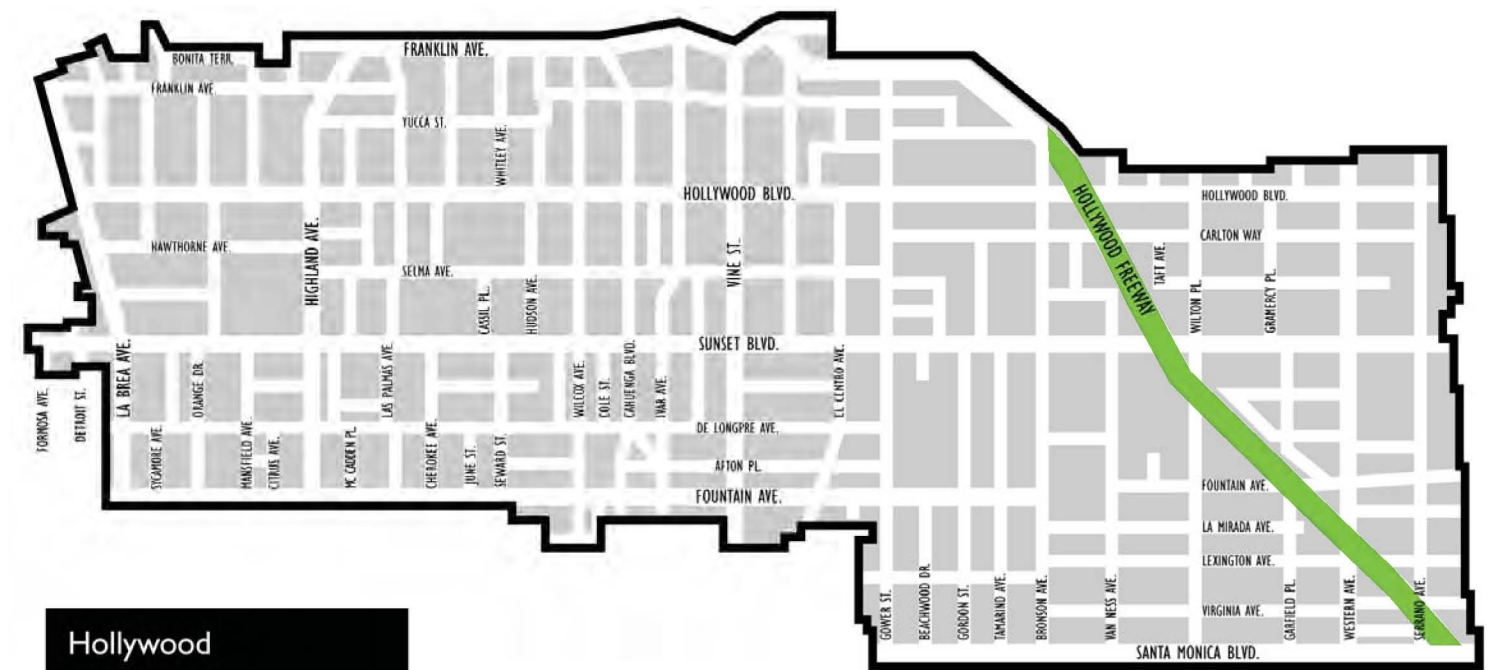 FRANKLIN AVE.
BONITA TERR.
FRANKLIN AVE.
YUCCA ST.
WHITLEY AVE.
HOLLYWOOD BLVD.
HOLLYWOOD BLVD.
HIGHLAND AVE.
HAWTHORNE AVE.
SELMA AVE.
CASSIL PL.
HUDSON AVE.
VINE ST.
HOLLYWOOD FREEWAY
CARLTON WAY
TAFT AVE.
WILTON PL.
GRAMERCY PL.
SUNSET BLVD.
FORMOSA AVE.
DETROIT ST.
LA BREA AVE.
ORANGE DR.
LAS PALMAS AVE.
WILCOX AVE.
COLE ST.
CAHUENGA BLVD.
IVAR AVE.
EL CENTRO AVE.
DE LONGPRE AVE.
SYCAMORE AVE.
MANSFIELD AVE.
CITRUS AVE.
MC CADDEN PL.
CHEROKEE AVE.
JUNE ST.
SEWARD ST.
AFTON PL.
FOUNTAIN AVE.
FOUNTAIN AVE.
LA MIRADA AVE.
LEXINGTON AVE.
GOWER ST.
BEACHWOOD DR.
GORDON ST.
TAMARIND AVE.
BRONSON AVE.
VAN NESS AVE.
VIRGINIA AVE.
GARFIELD PL.
WESTERN AVE.
SERRANO AVE.
SANTA MONICA BLVD.
Hollywood